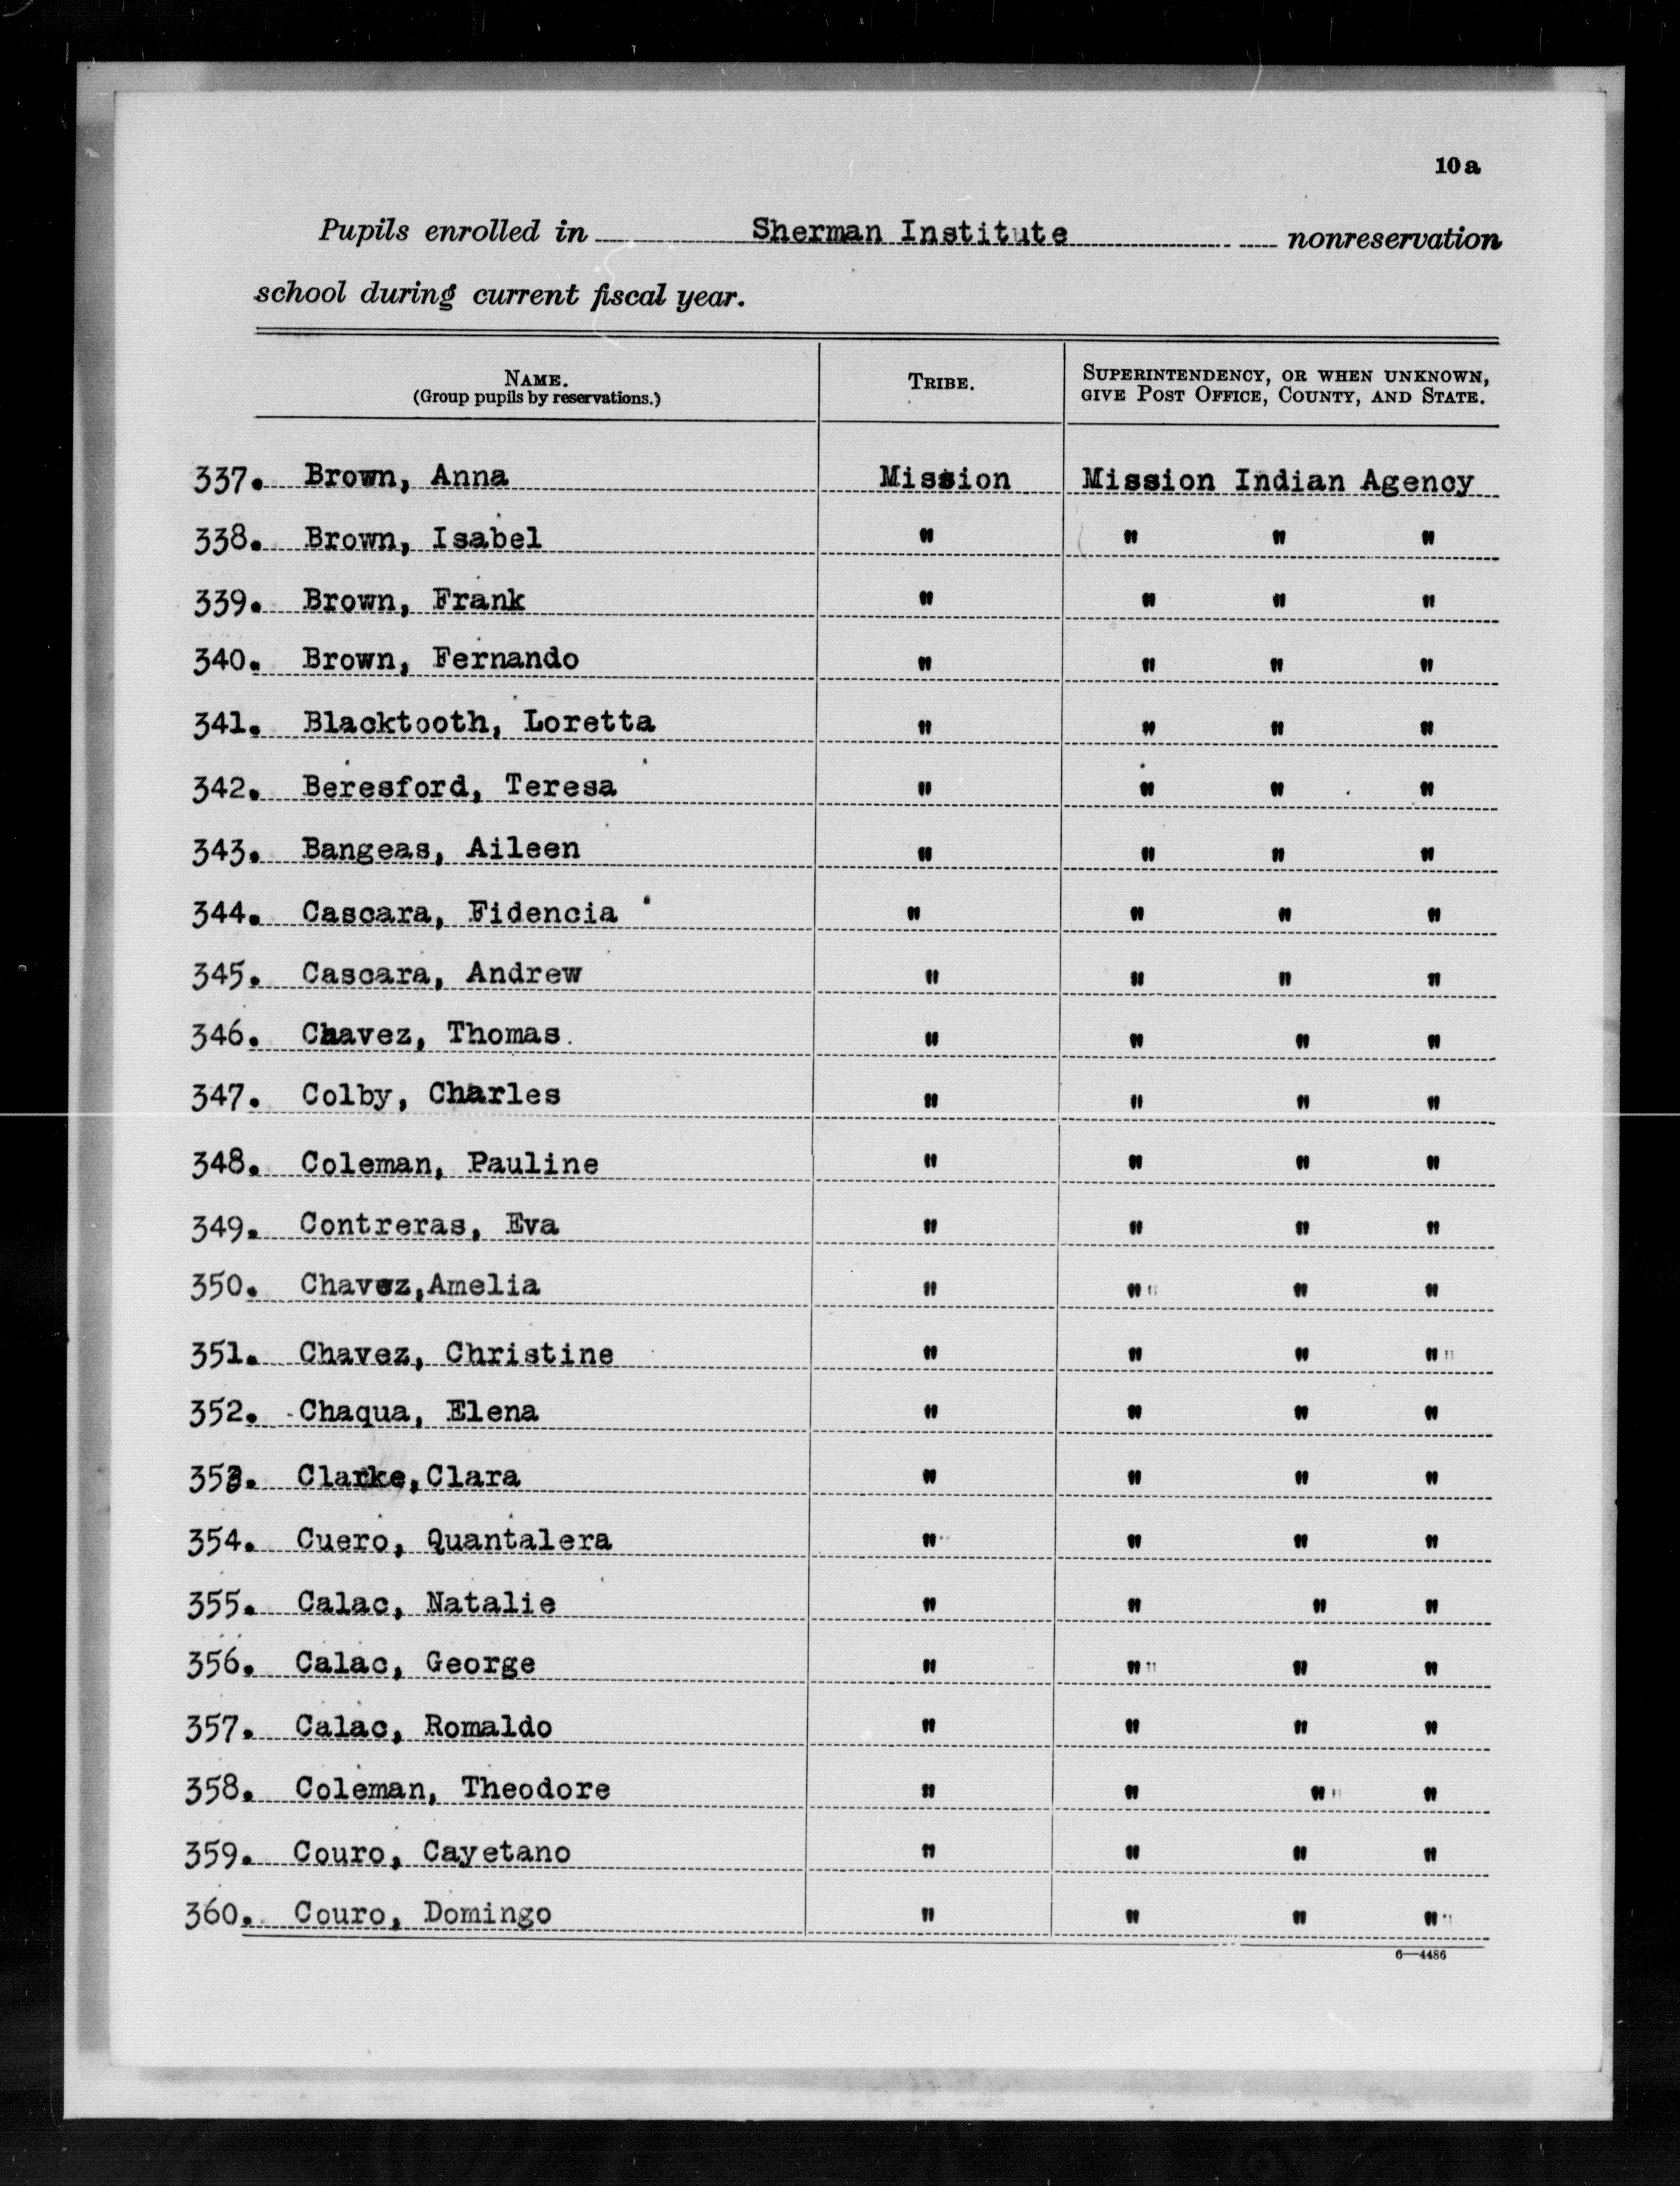 10a
Pupils enrolled in Sherman Institute nonreservation
school during current fiscal year.
NAME.
(Group pupils by reservations.)
TRIBE.
SUPERINTENDENCY, OR WHEN UNKNOWN,
GIVE POST OFFICE, COUNTY, AND STATE.
337. Brown, Anna Mission Mission Indian Agency
338. Brown, Isabel " " " "
339. Brown, Frank " " " "
340. Brown, Fernando " " " "
341. Blacktooth, Loretta " " " "
342. Beresford, Teresa " " " "
343. Bangeas, Aileen " " " "
344. Cascara, Fidencia " " " "
345. Cascara, Andrew " " " "
346. Chavez, Thomas. " " " "
347. Colby, Charles " " " "
348. Coleman, Pauline " " " "
349. Contreras, Eva " " " "
350. Chavez,Amelia " " " "
351. Chavez, Christine " " " "
352. Chaqua, Elena " " " "
353. Clarke,Clara " " " "
354. Cuero, Quantalera " " " "
355. Calac, Natalie " " " "
356. Calac, George " " " "
357. Calac, Romaldo " " " "
358. Coleman, Theodore " " " "
359. Couro, Cayetano " " " "
360. Couro, Domingo " " " "
6—4486